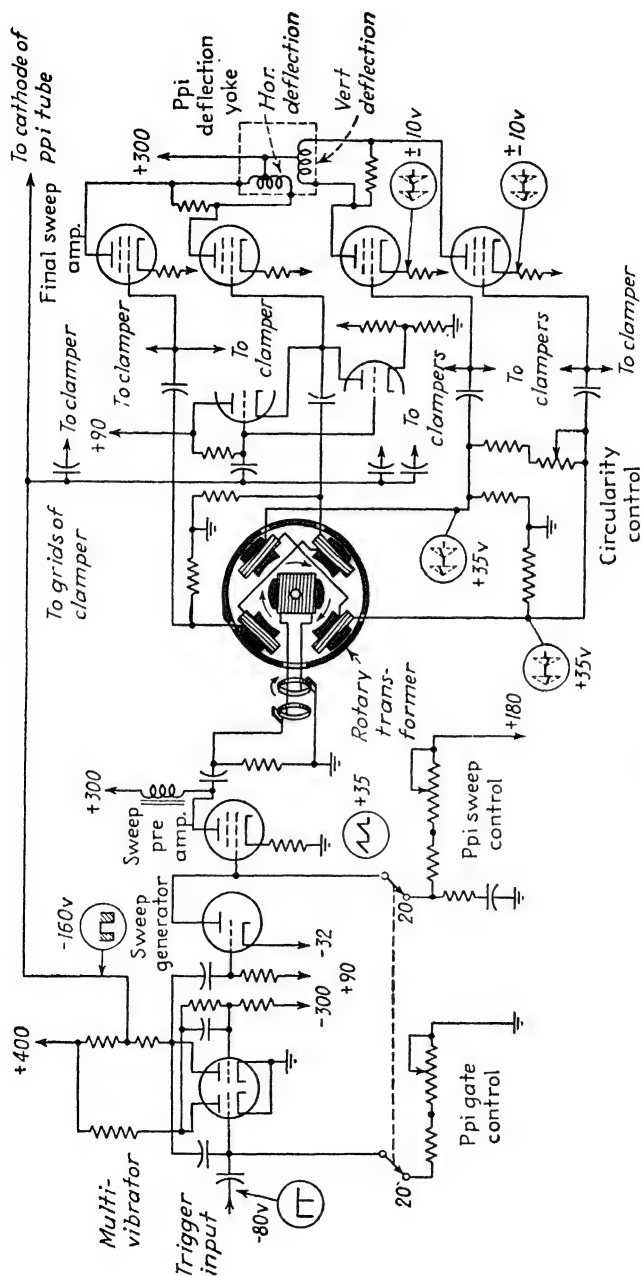 To cathode of
ppi tube
Final sweep
amp.
+300
Ppi
deflection
yoke
Hor.
deflection
Vert
deflection
±10v
±10v
To clamper
To clamper
To
clamper
+90
To grids of
clamper
To
clampers
To
clampers
To clamper
Circularity
control
+35v
+35v
Rotary
trans-
former
+300
Sweep
pre
amp.
+35
+180
Ppi sweep
control
20
-160v
Sweep
generator
-32
+90
-300
+400
Multi-
vibrator
Trigger
input
-80v
20
Ppi gate
control